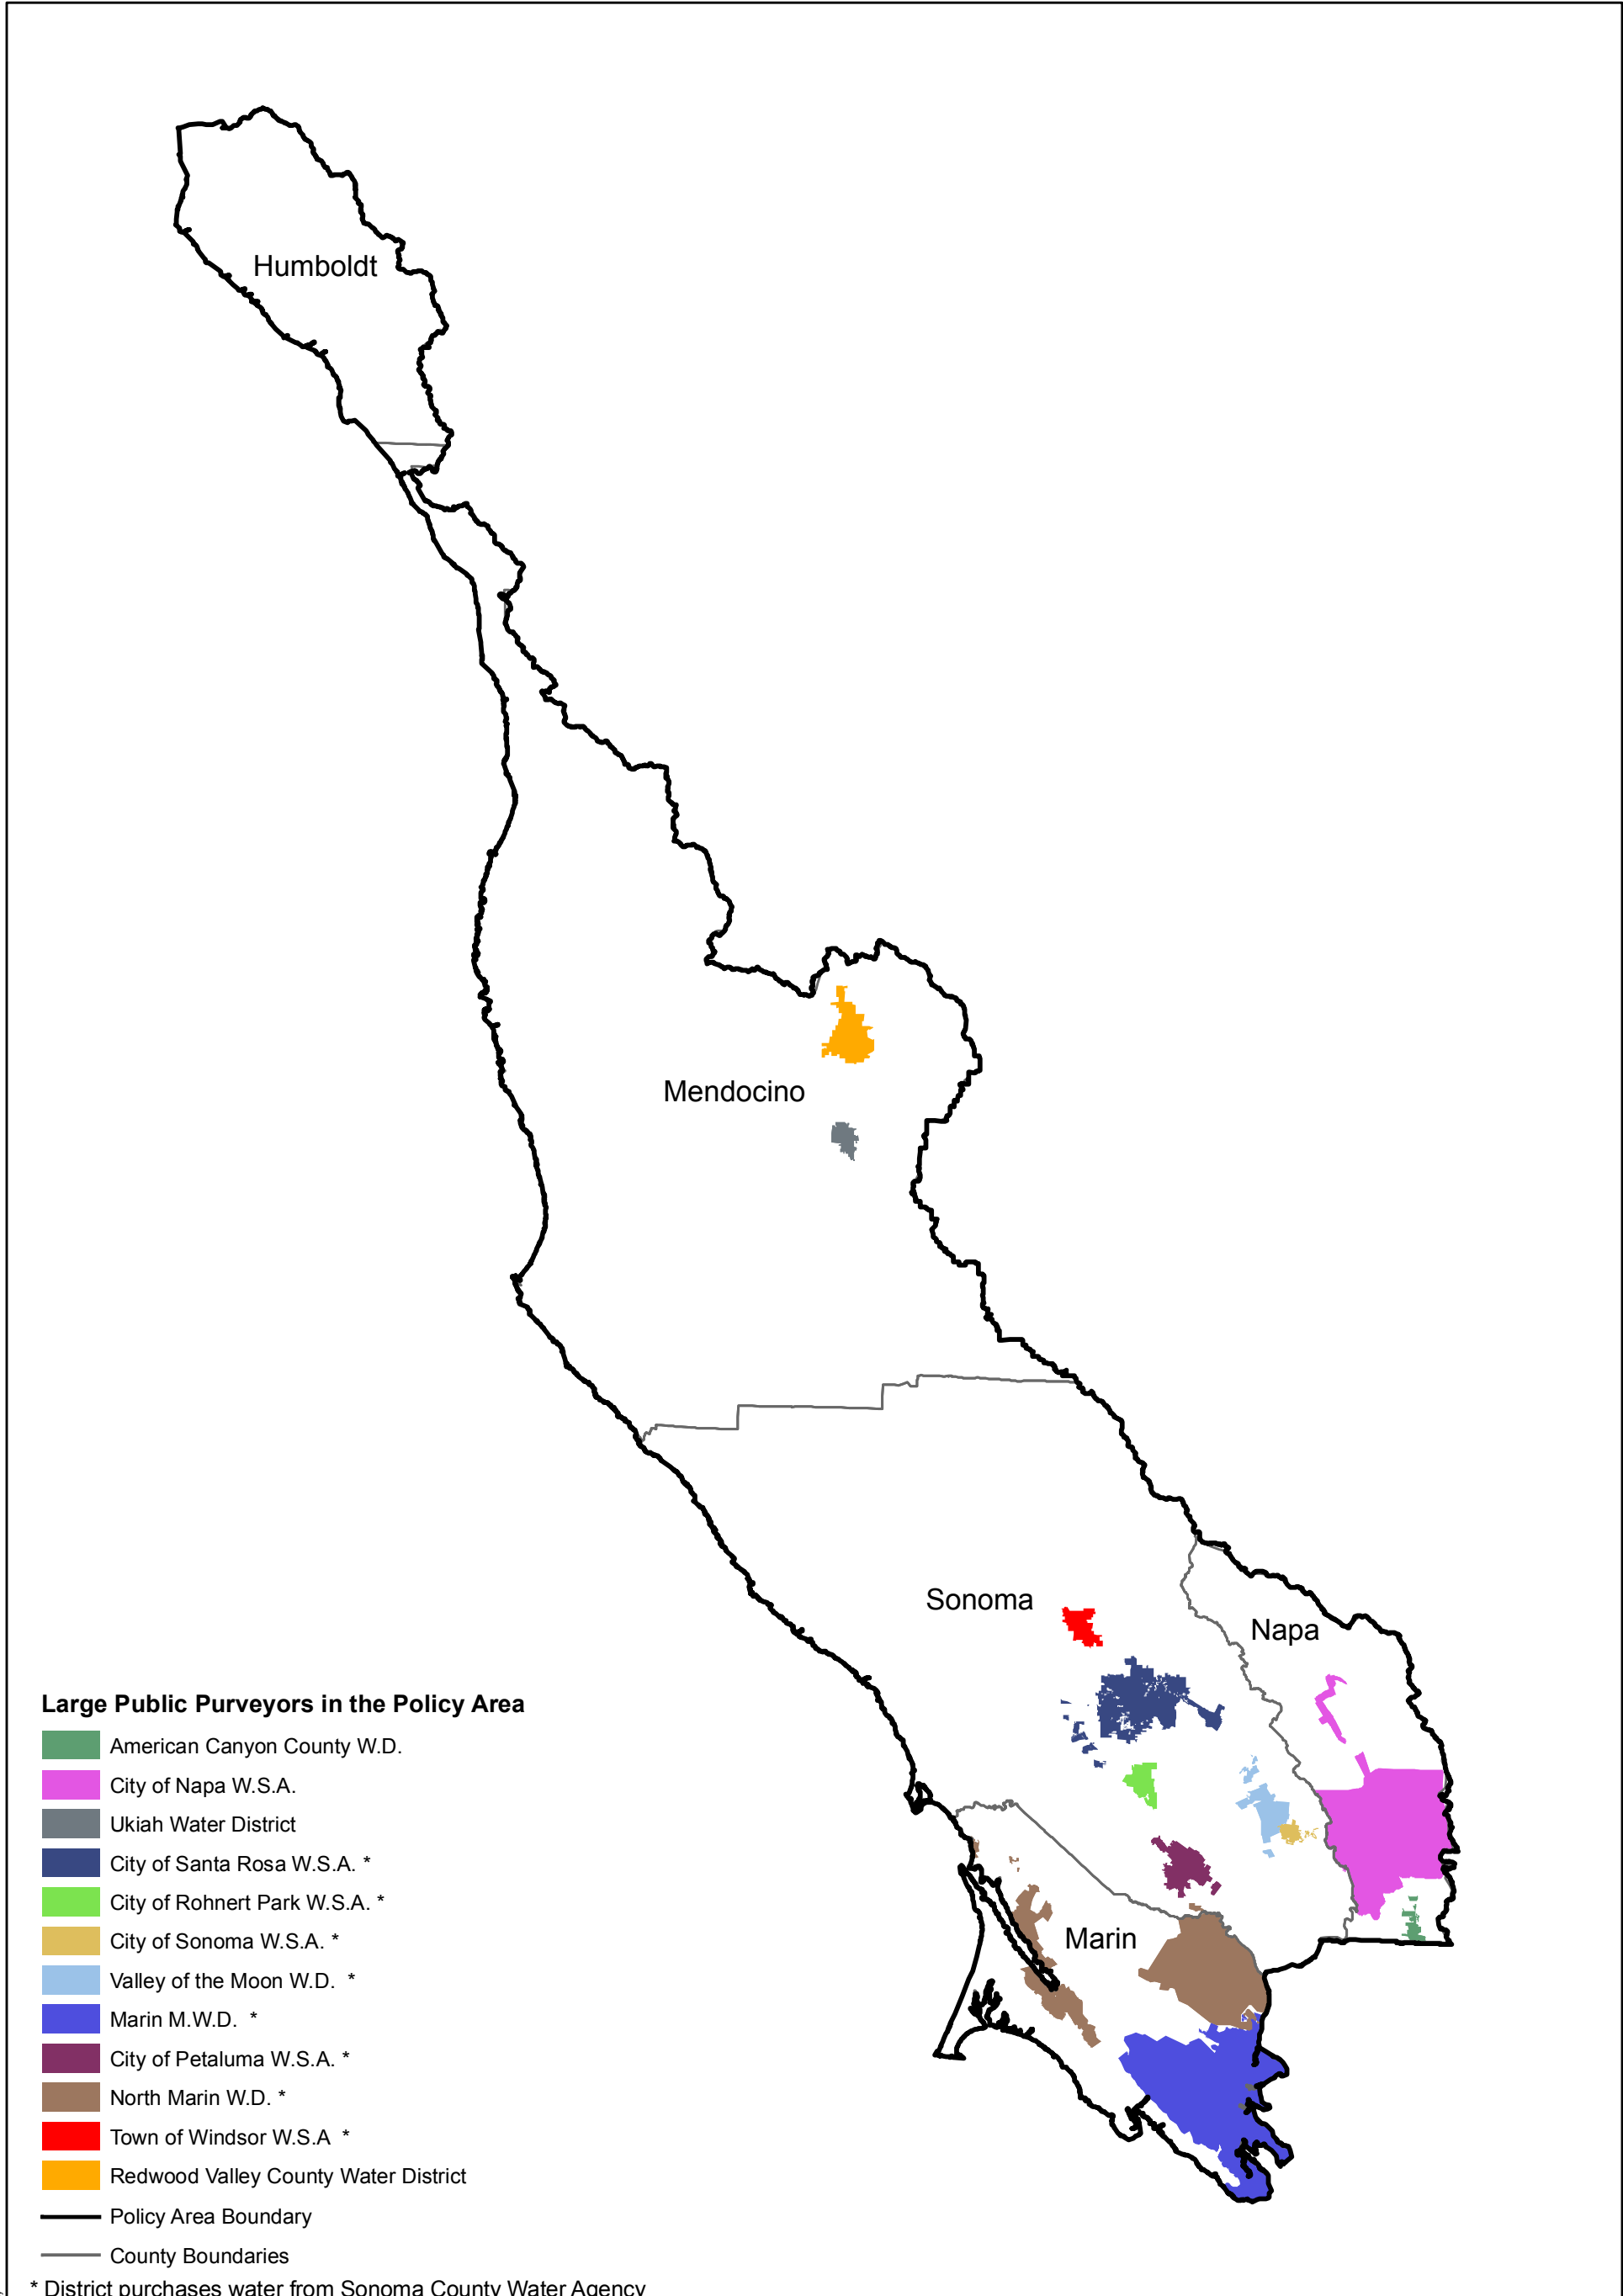 Humboldt
Mendocino
Sonoma
Napa
Marin
Large Public Purveyors in the Policy Area
American Canyon County W.D.
City of Napa W.S.A.
Ukiah Water District
City of Santa Rosa W.S.A. *
City of Rohnert Park W.S.A. *
City of Sonoma W.S.A. *
Valley of the Moon W.D. *
Marin M.W.D. *
City of Petaluma W.S.A. *
North Marin W.D. *
Town of Windsor W.S.A *
Redwood Valley County Water District
Policy Area Boundary
County Boundaries
* District purchases water from Sonoma County Water Agency